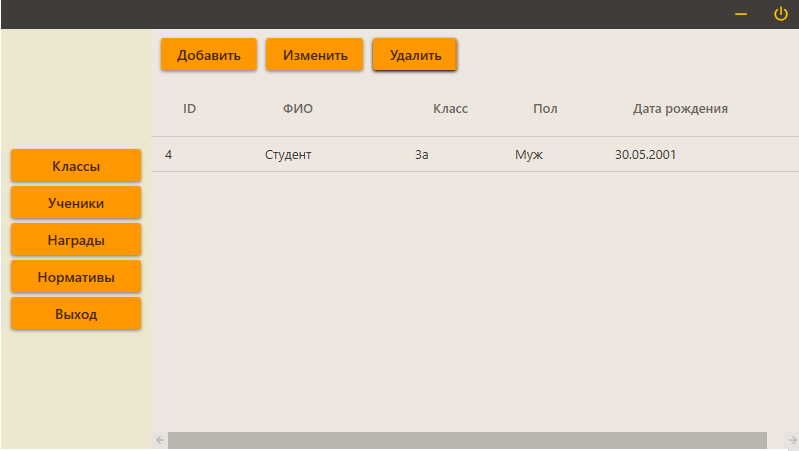 Добавить Изменить Удалить
ID ФИО Класс Пол Дата рождения
4 Студент 3а Муж 30.05.2001
Классы
Ученики
Награды
Нормативы
Выход